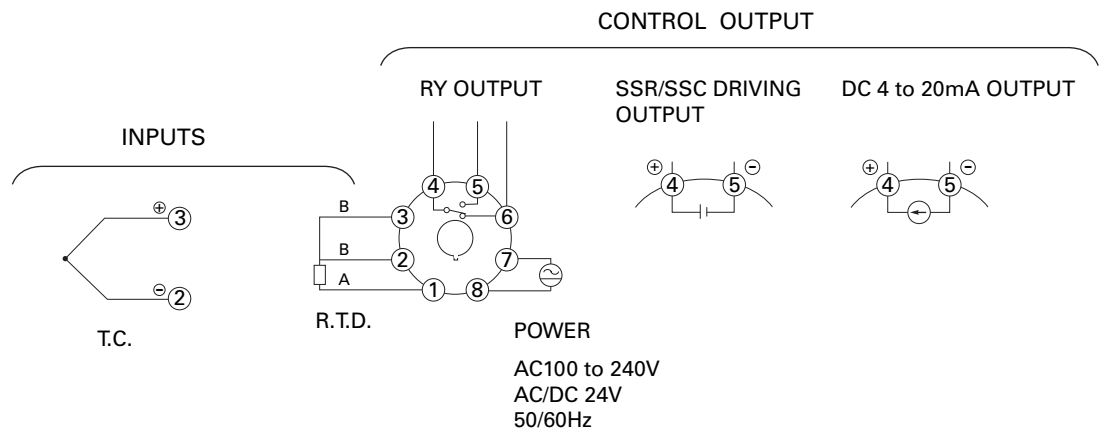 CONTROL OUTPUT
RY OUTPUT
SSR/SSC DRIVING
OUTPUT
DC 4 to 20mA OUTPUT
INPUTS
⊕ 3
⊖ 2
T.C.
B
B
A
R.T.D.
4 5
3 6
2 7
1 8
⊕ ⊖
4 5
⊕ ⊖
4 5
POWER
AC100 to 240V
AC/DC 24V
50/60Hz